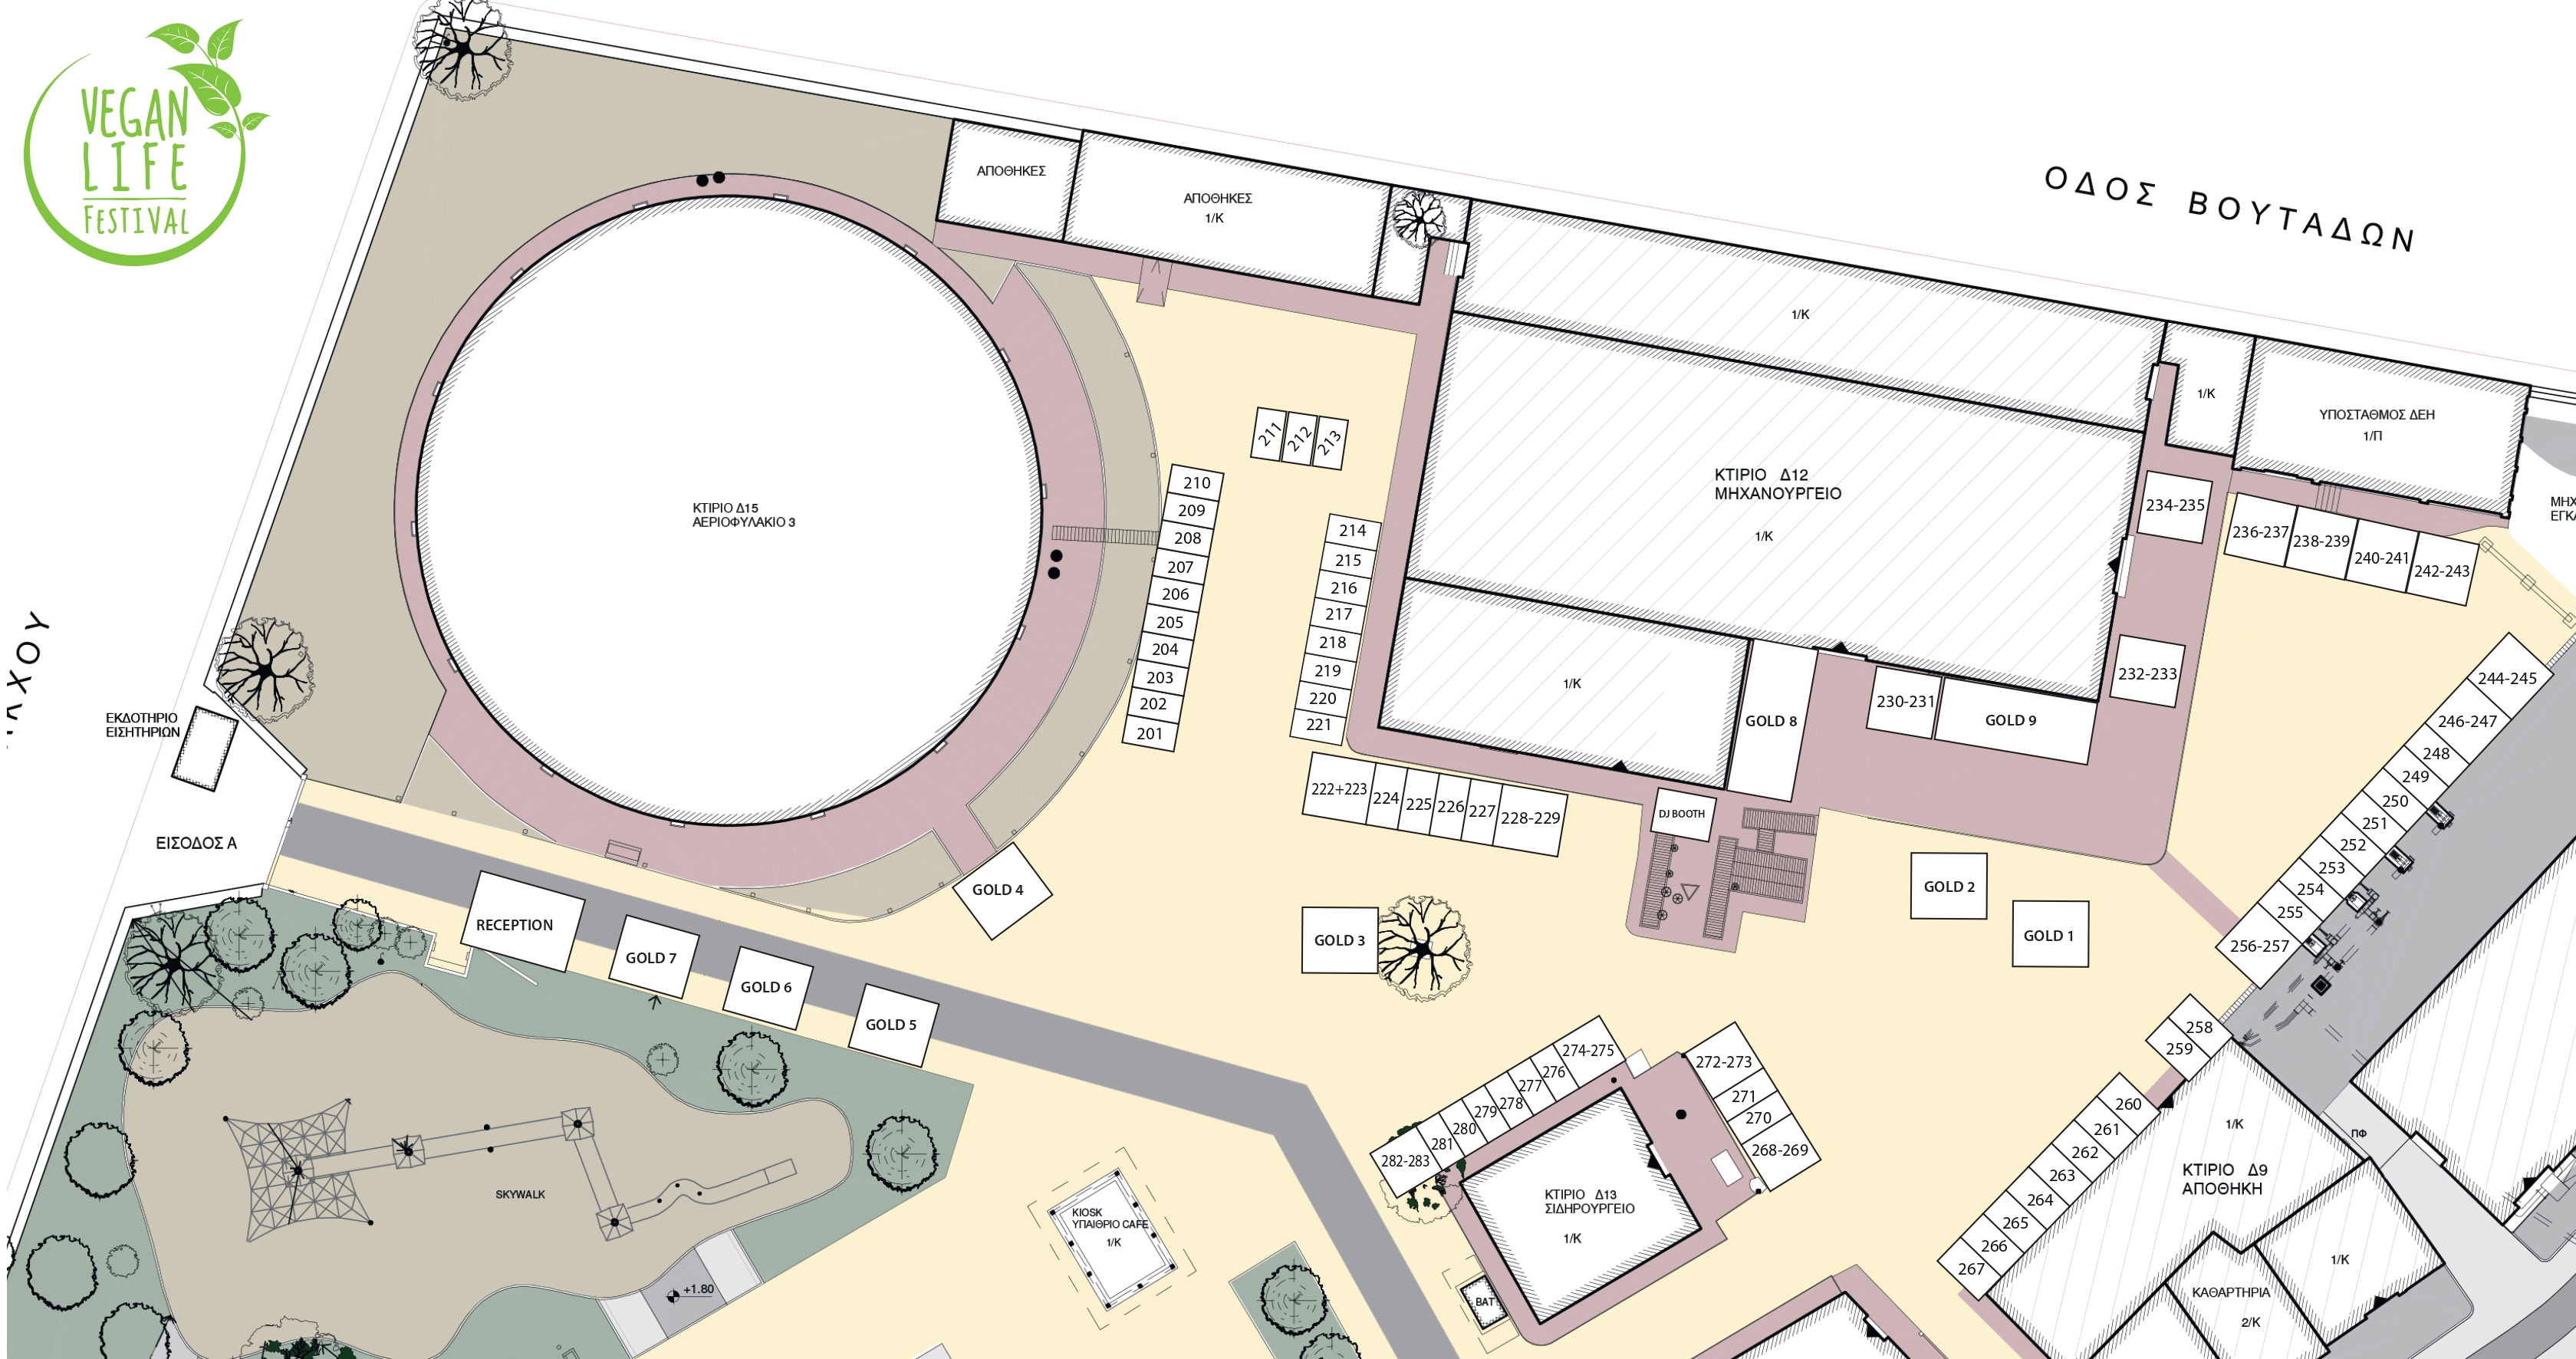 VEGAN
LIFE
FESTIVAL
ΟΔΟΣ ΒΟΥΤΑΔΩΝ
ΑΠΟΘΗΚΕΣ
ΑΠΟΘΗΚΕΣ
1/Κ
1/Κ
1/Κ
ΥΠΟΣΤΑΘΜΟΣ ΔΕΗ
1/Π
ΚΤΙΡΙΟ Δ15
ΑΕΡΙΟΦΥΛΑΚΙΟ 3
ΚΤΙΡΙΟ Δ12
ΜΗΧΑΝΟΥΡΓΕΙΟ
1/Κ
1/Κ
211
212
213
210
209
208
207
206
205
204
203
202
201
214
215
216
217
218
219
220
221
222+223
224
225
226
227
228-229
GOLD 8
230-231
GOLD 9
232-233
234-235
236-237
238-239
240-241
242-243
244-245
246-247
248
249
250
251
252
253
254
255
256-257
258
259
260
261
262
263
264
265
266
267
DJ BOOTH
GOLD 2
GOLD 1
GOLD 3
GOLD 4
ΕΚΔΟΤΗΡΙΟ
ΕΙΣΗΤΗΡΙΩΝ
ΕΙΣΟΔΟΣ Α
RECEPTION
GOLD 7
GOLD 6
GOLD 5
274-275
276
277
278
279
280
281
282-283
272-273
271
270
268-269
SKYWALK
+1.80
KIOSK
ΥΠΑΙΘΡΙΟ CAFE
1/Κ
ΚΤΙΡΙΟ Δ13
ΣΙΔΗΡΟΥΡΓΕΙΟ
1/Κ
ΒΑΤ
1/Κ
ΚΤΙΡΙΟ Δ9
ΑΠΟΘΗΚΗ
ΠΦ
1/Κ
ΚΑΘΑΡΤΗΡΙΑ
2/Κ